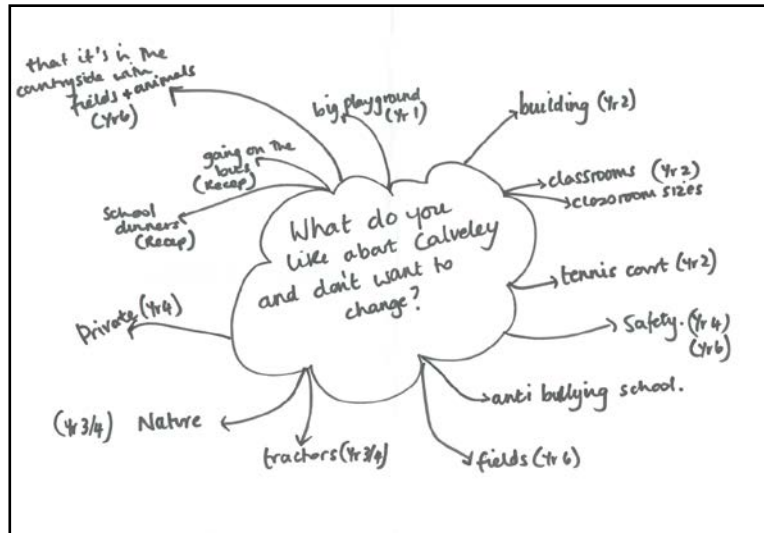 What do you
like about Calveley
and don't want to
change?
that it's in the
countryside with
fields + animals
(Yr6)
big playground
(Yr1)
building (Yr2)
going on the
bus
(Recep)
classrooms (Yr2)
classroom sizes
School
dinners
(Recep)
tennis court (Yr2)
Private (Yr4)
Safety. (Yr4)
(Yr6)
anti bullying school.
(Yr3/4) Nature
tractors (Yr3/4)
fields (Yr6)